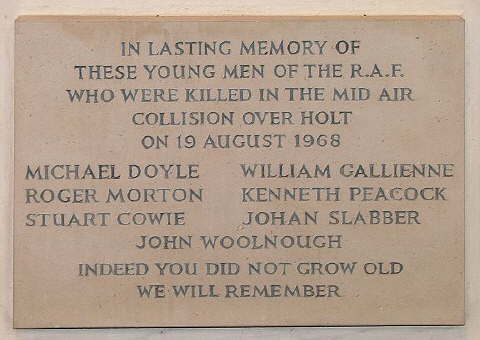 IN LASTING MEMORY OF
THESE YOUNG MEN OF THE R.A.F.
WHO WERE KILLED IN THE MID AIR
COLLISION OVER HOLT
ON 19 AUGUST 1968
MICHAEL DOYLE WILLIAM GALLIENNE
ROGER MORTON KENNETH PEACOCK
STUART COWIE JOHAN SLABBER
JOHN WOOLNOUGH
INDEED YOU DID NOT GROW OLD
WE WILL REMEMBER